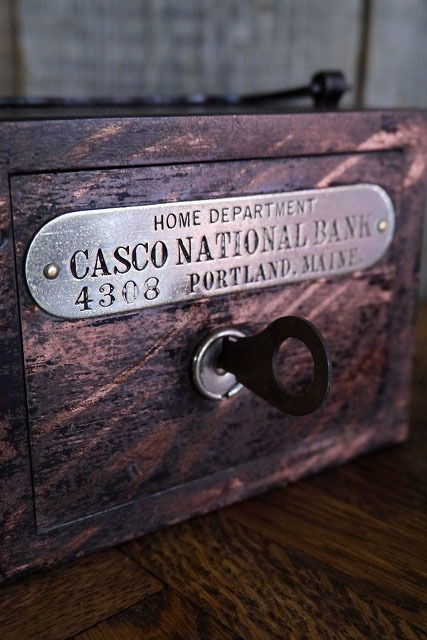 HOME DEPARTMENT
CASCO NATIONAL BANK
4308 PORTLAND, MAINE.